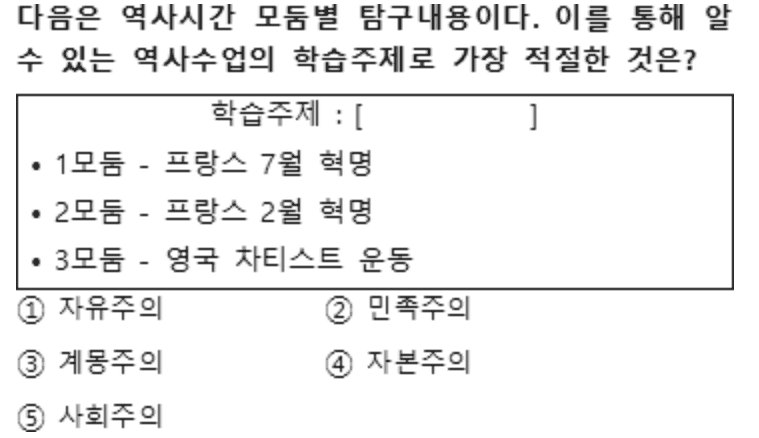 다음은 역사시간 모둠별 탐구내용이다. 이를 통해 알
수 있는 역사수업의 학습주제로 가장 적절한 것은?
학습주제 : [ ]
• 1모둠 - 프랑스 7월 혁명
• 2모둠 - 프랑스 2월 혁명
• 3모둠 - 영국 차티스트 운동
① 자유주의 ② 민족주의
③ 계몽주의 ④ 자본주의
⑤ 사회주의